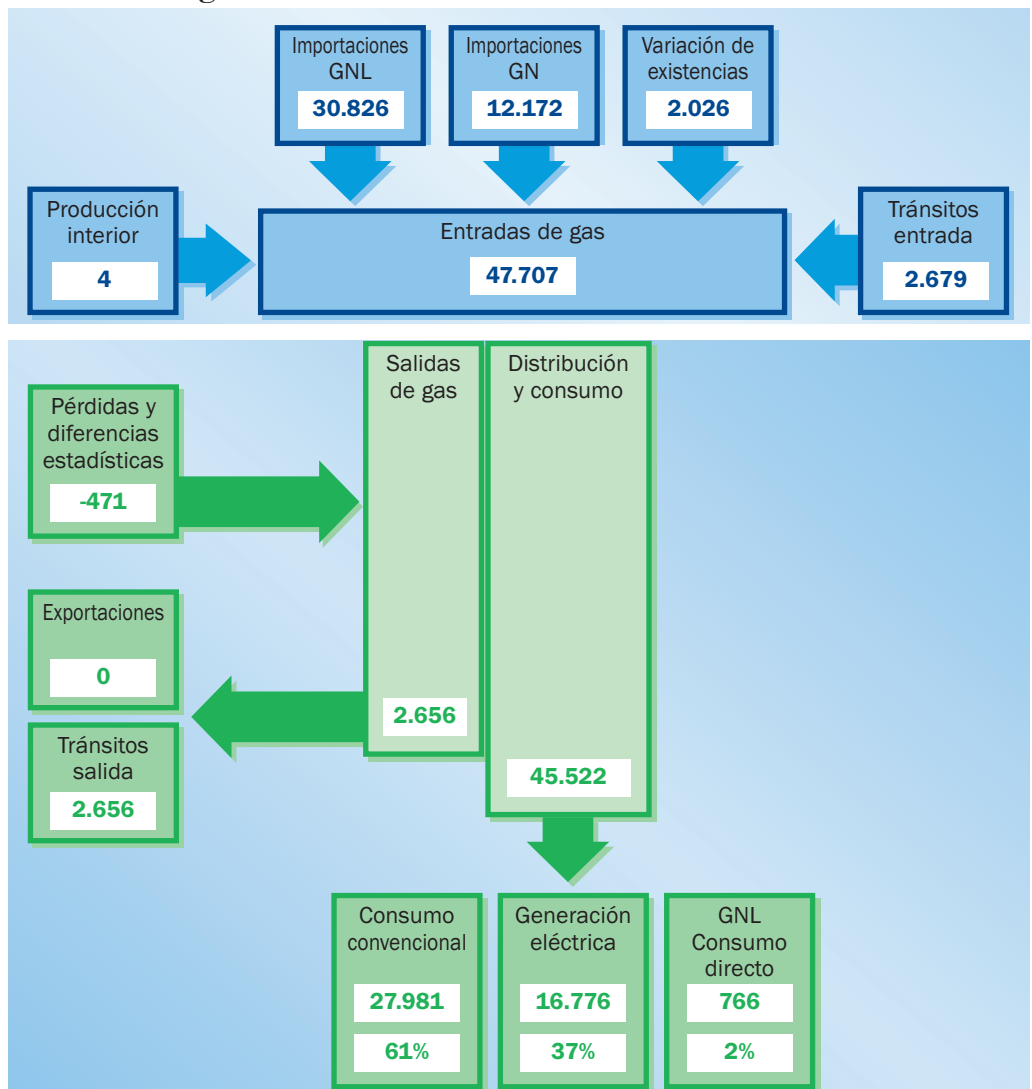 Importaciones
GNL
30.826
Importaciones
GN
12.172
Variación de
existencias
2.026
Producción
interior
4
Entradas de gas
47.707
Tránsitos
entrada
2.679
Salidas
de gas
2.656
Distribución
y consumo
45.522
Pérdidas y
diferencias
estadísticas
-471
Exportaciones
0
Tránsitos
salida
2.656
Consumo
convencional
27.981
61%
Generación
eléctrica
16.776
37%
GNL
Consumo
directo
766
2%